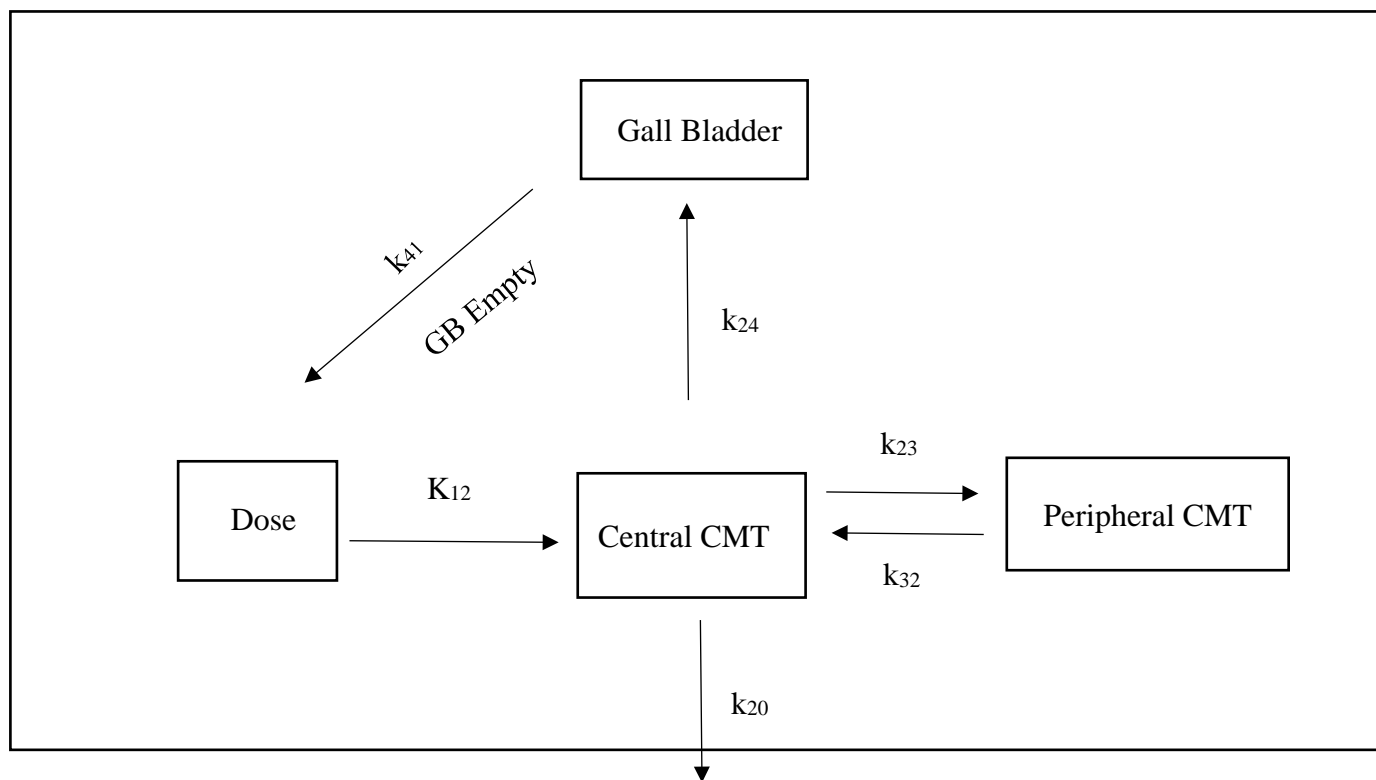 Gall Bladder
k41
GB Empty
k24
k23
K12
Dose
Central CMT
Peripheral CMT
k32
k20